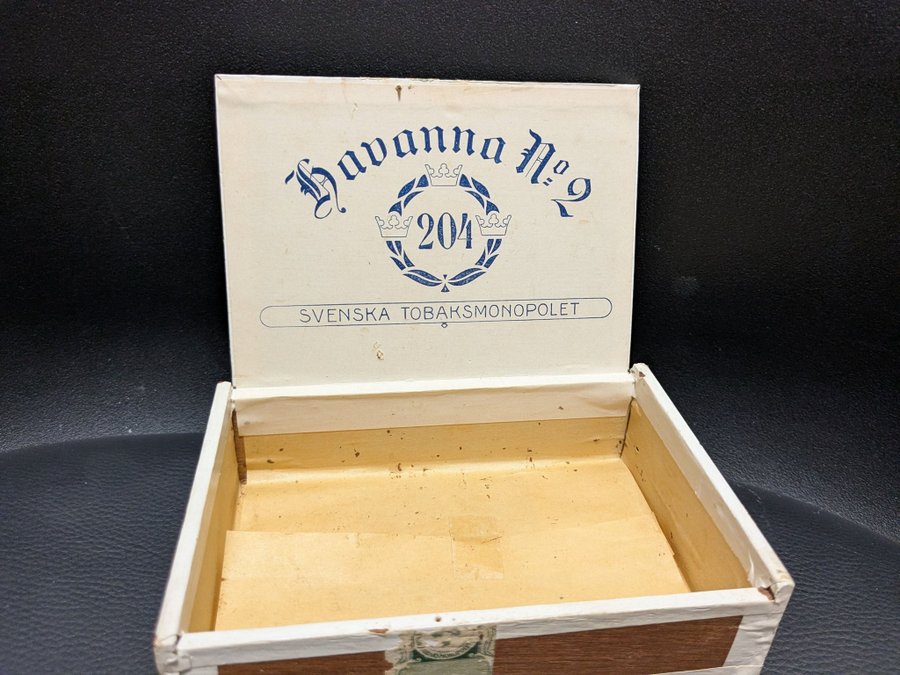 Havanna Nº 2
204
SVENSKA TOBAKSMONOPOLET